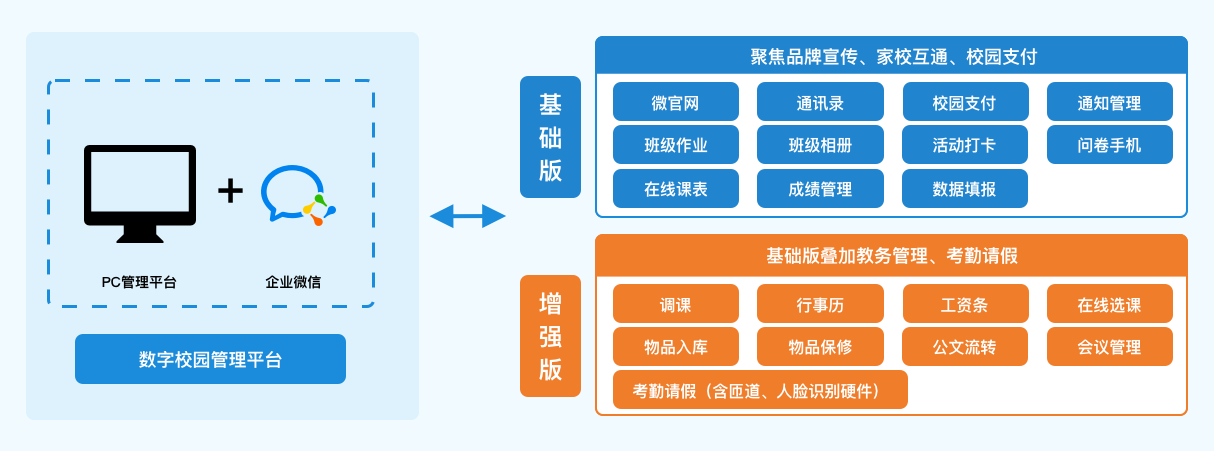 PC管理平台
企业微信
数字校园管理平台
基础版
聚焦品牌宣传、家校互通、校园支付
微官网
通讯录
校园支付
通知管理
班级作业
班级相册
活动打卡
问卷手机
在线课表
成绩管理
数据填报
增强版
基础版叠加教务管理、考勤请假
调课
行事历
工资条
在线选课
物品入库
物品保修
公文流转
会议管理
考勤请假（含匝道、人脸识别硬件）